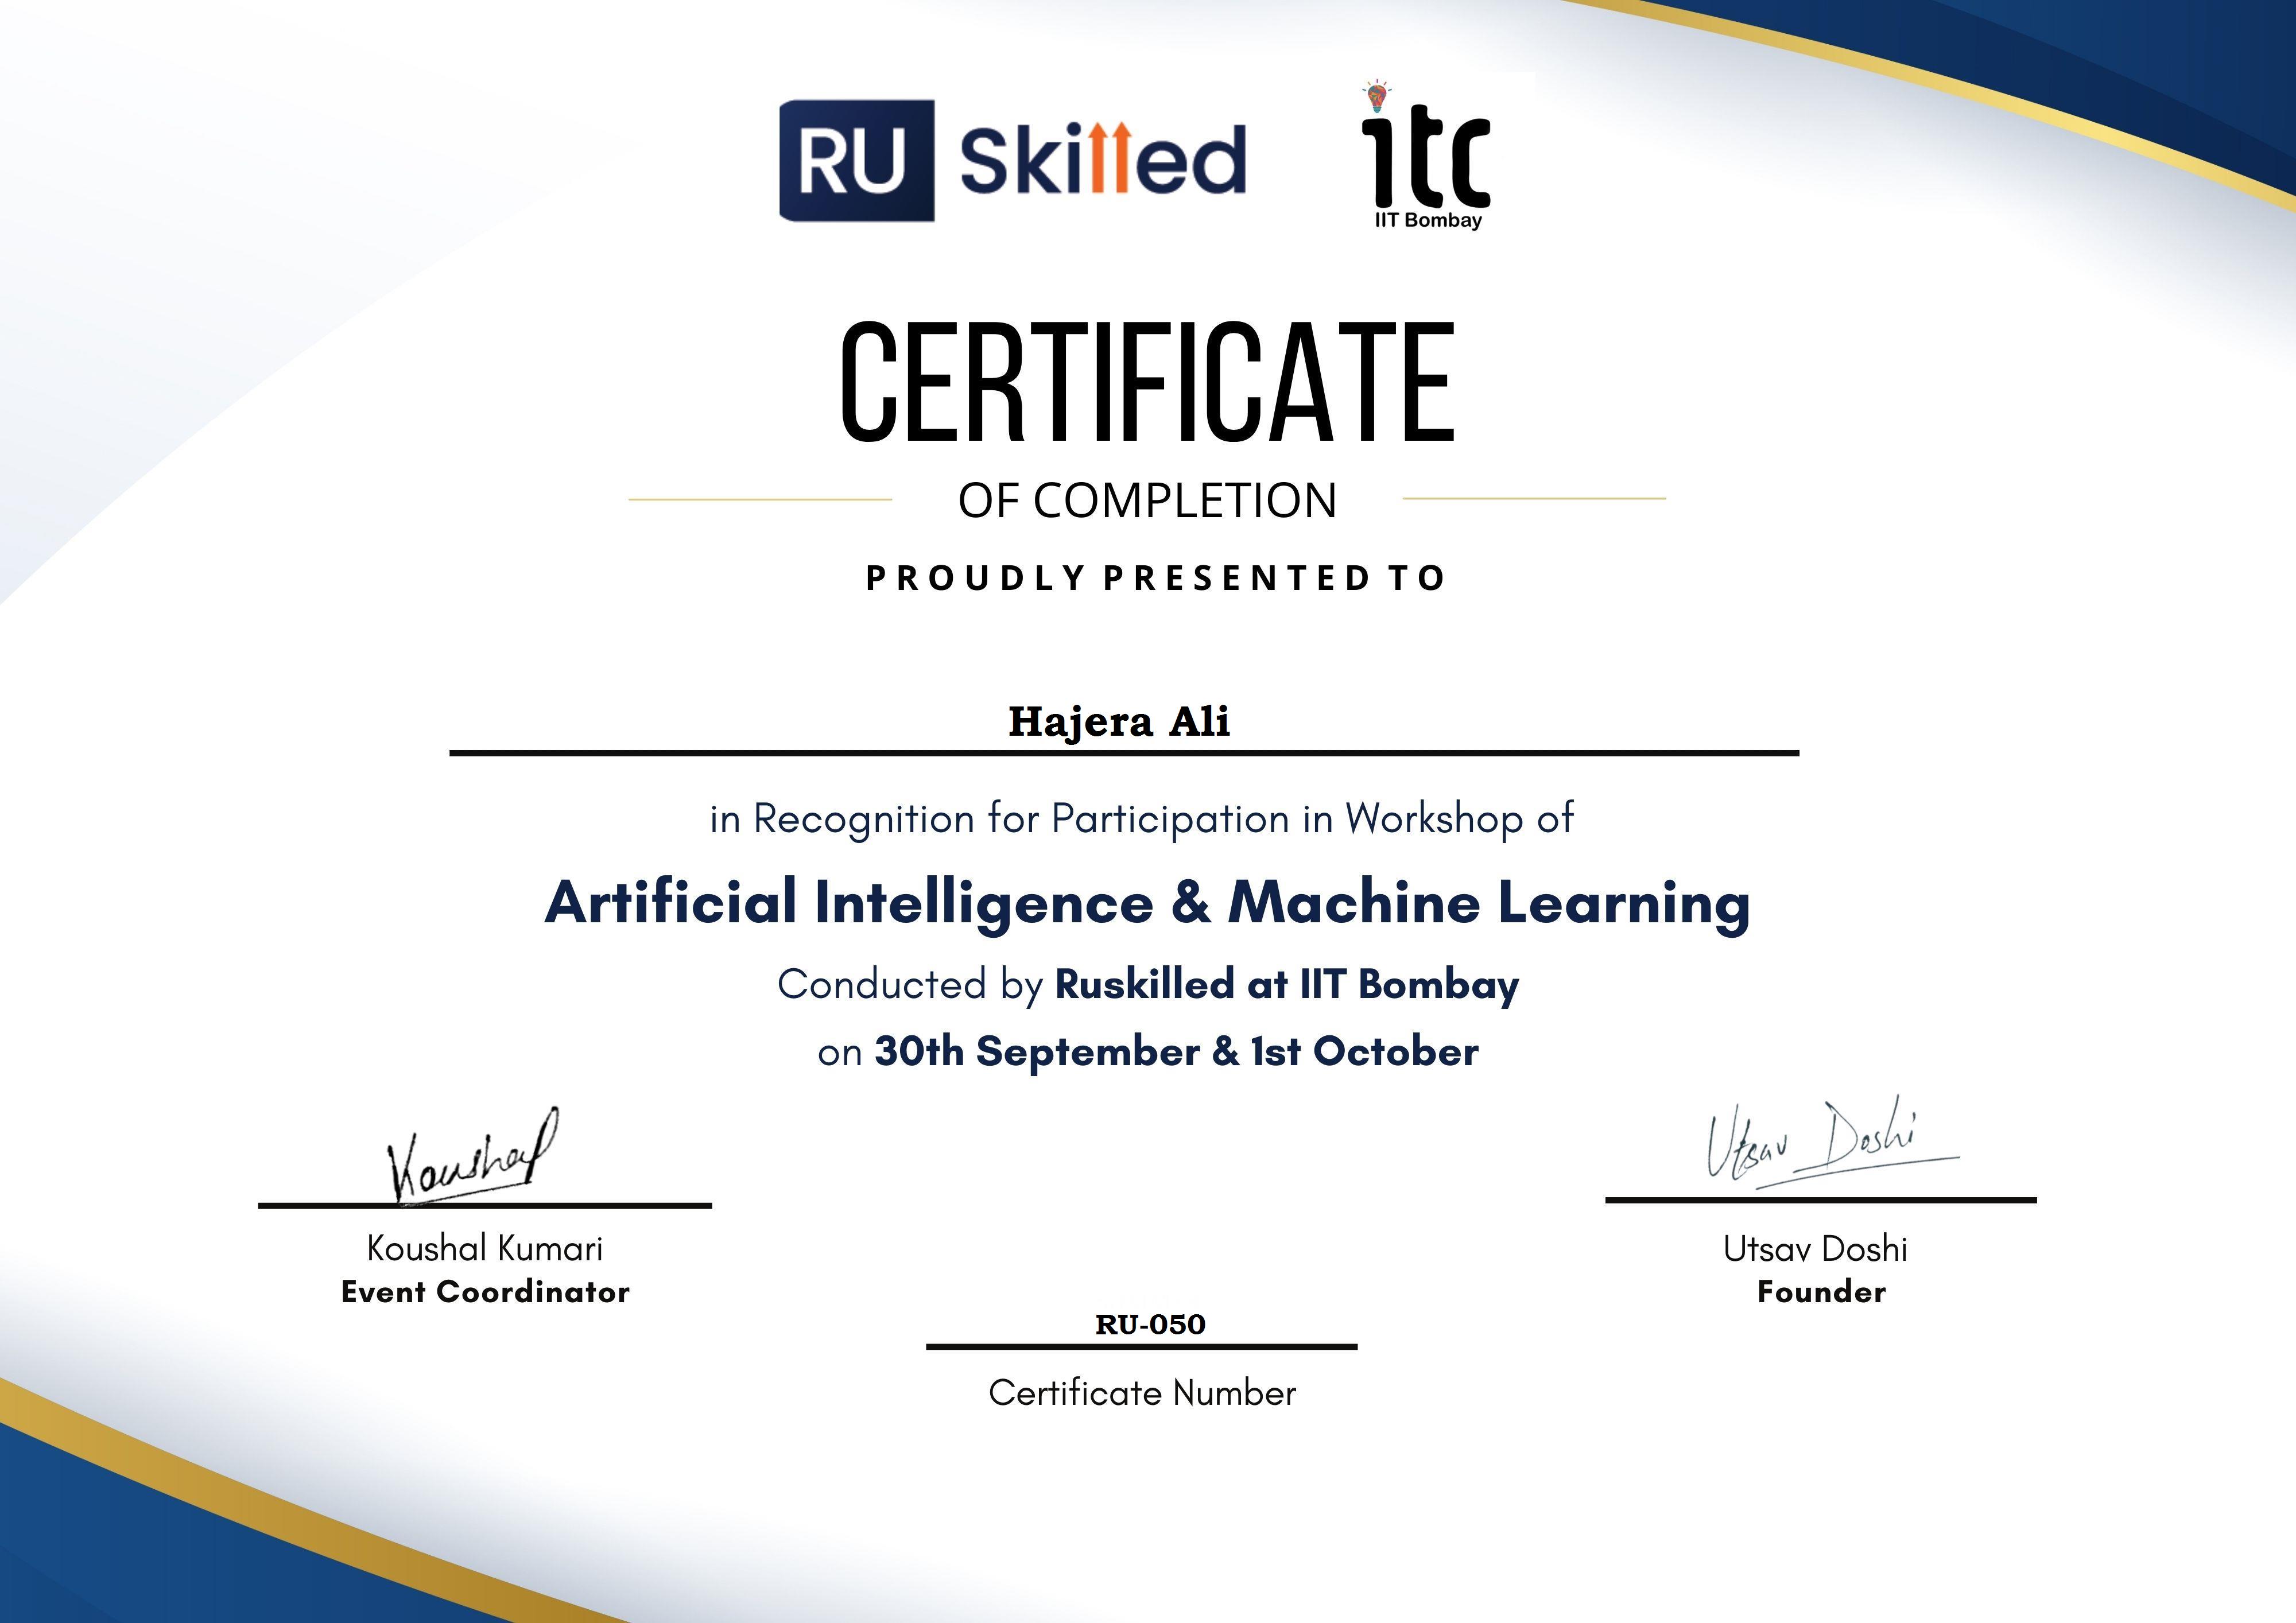 RU Skilled
itc
IIT Bombay
CERTIFICATE
OF COMPLETION
PROUDLY PRESENTED TO
Hajera Ali
in Recognition for Participation in Workshop of
Artificial Intelligence & Machine Learning
Conducted by Ruskilled at IIT Bombay
on 30th September & 1st October
Koushal
Utsav Doshi
Koushal Kumari
Event Coordinator
Utsav Doshi
Founder
RU-050
Certificate Number